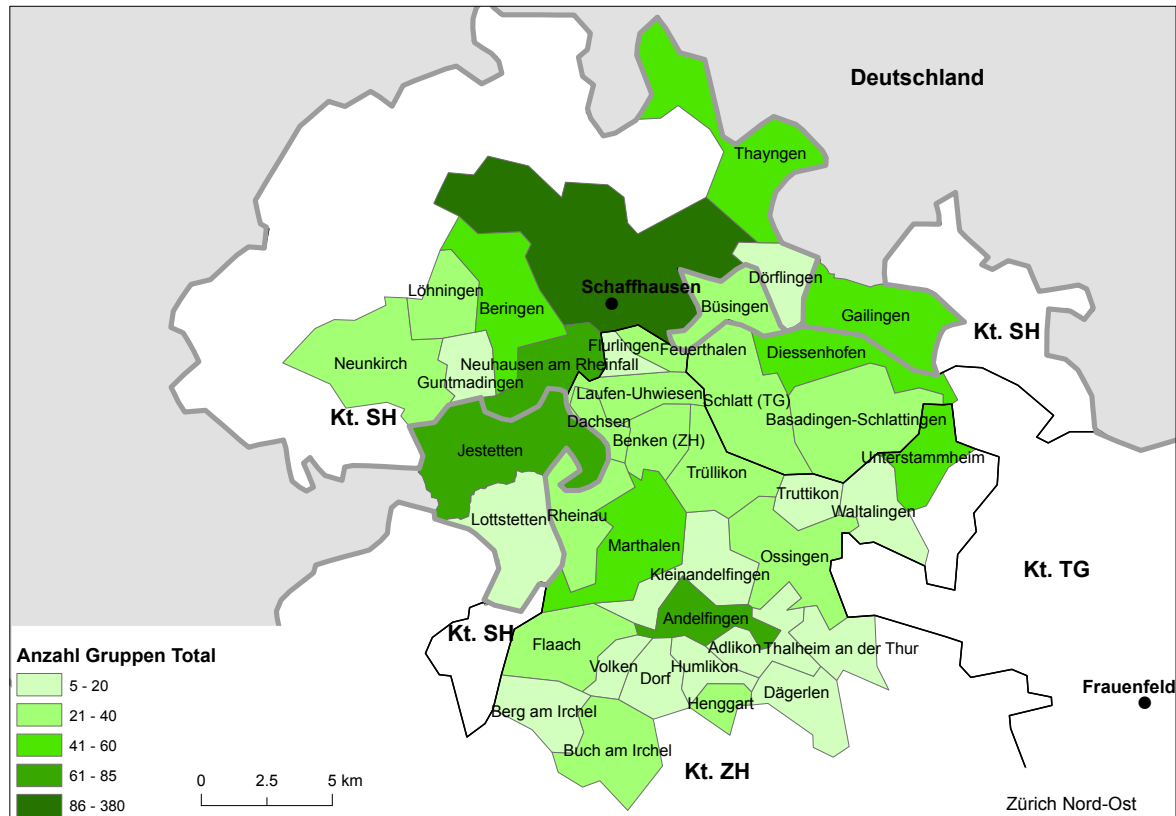 Deutschland
Thayngen
Schaffhausen
Dörflingen
Büsingen
Löhningen
Beringen
Gailingen
Kt. SH
Neunkirch
Guntmadingen
Neuhausen am Rheinfall
Flurlingen
Feuerthalen
Diessenhofen
Laufen-Uhwiesen
Schlatt (TG)
Kt. SH
Dachsen
Basadingen-Schlattingen
Jestetten
Benken (ZH)
Unterstammheim
Trüllikon
Truttikon
Waltalingen
Lottstetten
Rheinau
Marthalen
Ossingen
Kt. TG
Kleinandelfingen
Andelfingen
Kt. SH
Flaach
Adlikon
Thalheim an der Thur
Volken
Dorf
Humlikon
Dägerlen
Frauenfeld
Berg am Irchel
Henggart
Buch am Irchel
Kt. ZH
Anzahl Gruppen Total
5 - 20
21 - 40
41 - 60
61 - 85
86 - 380
0 2.5 5 km
Zürich Nord-Ost